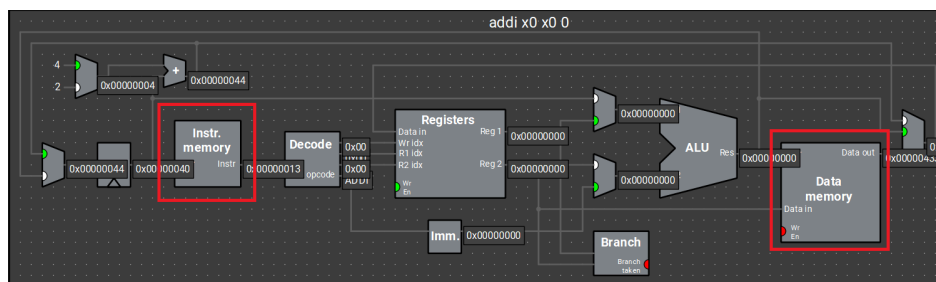 addi x0 x0 0
4
2
0x00000004
+
0x00000044
Instr.
memory
Instr
0x00000044
0x00000040
0x00000013
Decode
opcode
0x00
0x00
ADDI
Registers
Data in
Wr idx
R1 idx
R2 idx
Wr
En
Reg 1
Reg 2
0x00000000
0x00000000
Imm.
0x00000000
0x00000000
0x00000000
ALU
Res
0x00000000
Branch
Branch
taken
Data out
Data
memory
Data in
Wr
En